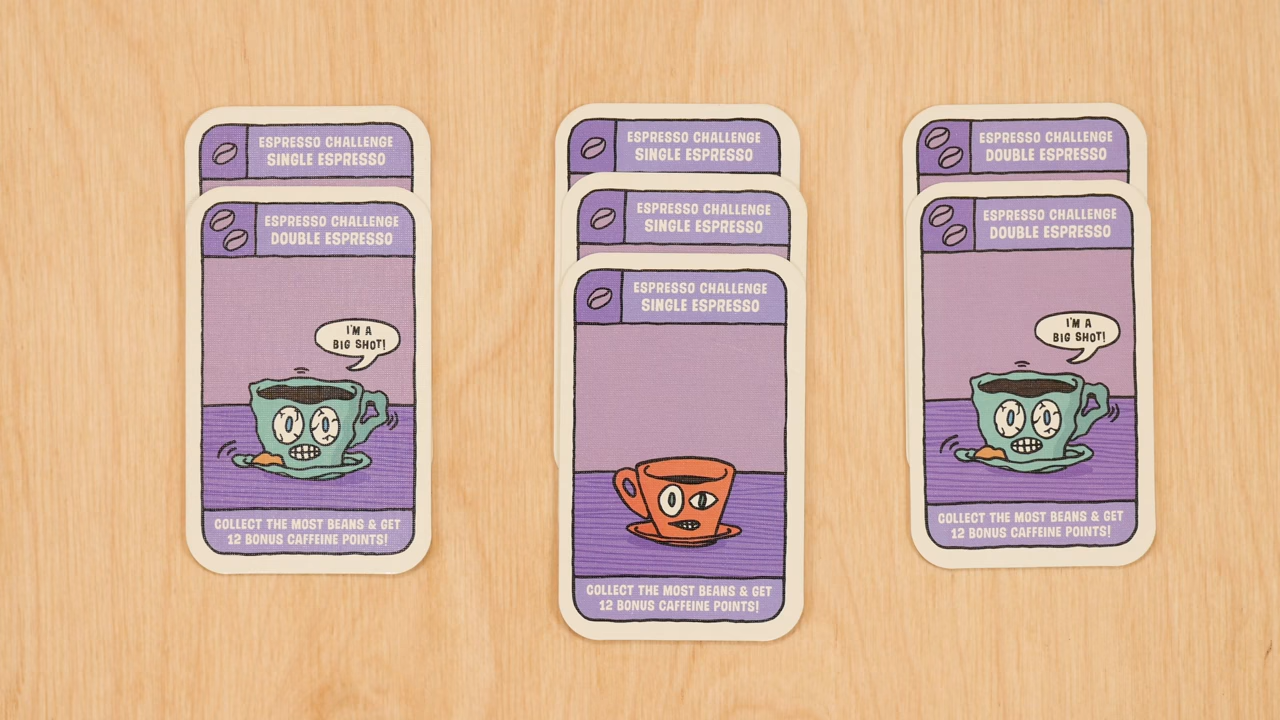 ESPRESSO CHALLENGE
SINGLE ESPRESSO
ESPRESSO CHALLENGE
DOUBLE ESPRESSO
I'M A
BIG SHOT!
COLLECT THE MOST BEANS & GET
12 BONUS CAFFEINE POINTS!
ESPRESSO CHALLENGE
SINGLE ESPRESSO
ESPRESSO CHALLENGE
SINGLE ESPRESSO
ESPRESSO CHALLENGE
SINGLE ESPRESSO
COLLECT THE MOST BEANS & GET
12 BONUS CAFFEINE POINTS!
ESPRESSO CHALLENGE
DOUBLE ESPRESSO
ESPRESSO CHALLENGE
DOUBLE ESPRESSO
I'M A
BIG SHOT!
COLLECT THE MOST BEANS & GET
12 BONUS CAFFEINE POINTS!